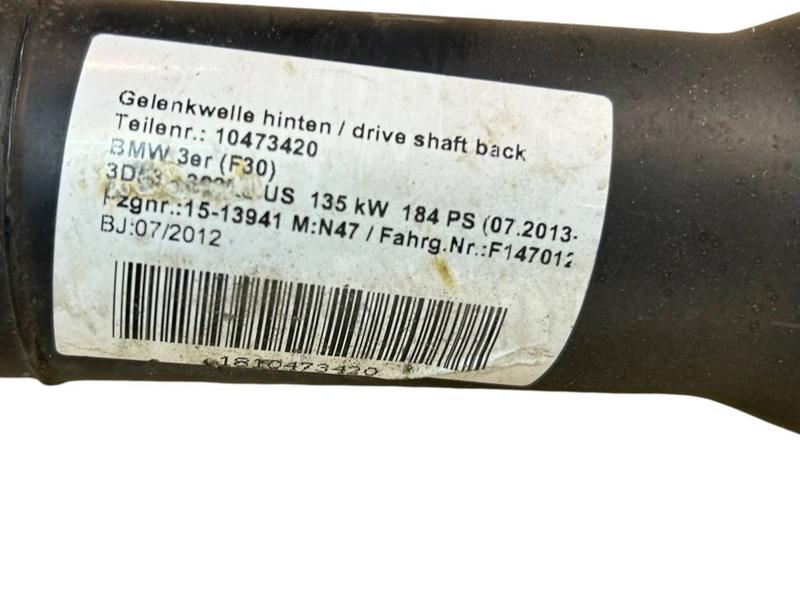 Gelenkwelle hinten / drive shaft back
Teilenr.: 10473420
BMW 3er (F30)
US 135 kW 184 PS (07.2013-
Fzgnr.:15-13941 M:N47 / Fahrg.Nr.:F147012
BJ:07/2012
1810473420